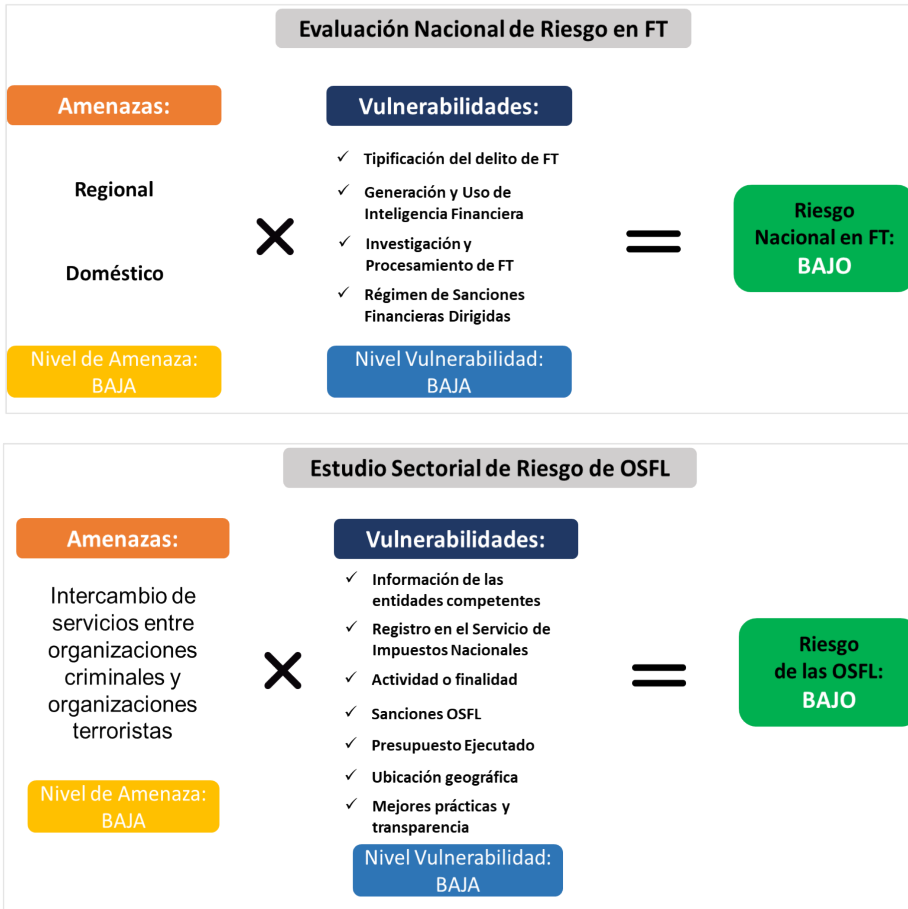 Evaluación Nacional de Riesgo en FT
Amenazas:
Regional
Doméstico
Nivel de Amenaza:
BAJA
Vulnerabilidades:
✓ Tipificación del delito de FT
✓ Generación y Uso de
Inteligencia Financiera
✓ Investigación y
Procesamiento de FT
✓ Régimen de Sanciones
Financieras Dirigidas
Nivel Vulnerabilidad:
BAJA
Riesgo
Nacional en FT:
BAJO
Estudio Sectorial de Riesgo de OSFL
Amenazas:
Intercambio de
servicios entre
organizaciones
criminales y
organizaciones
terroristas
Nivel de Amenaza:
BAJA
Vulnerabilidades:
✓ Información de las
entidades competentes
✓ Registro en el Servicio de
Impuestos Nacionales
✓ Actividad o finalidad
✓ Sanciones OSFL
✓ Presupuesto Ejecutado
✓ Ubicación geográfica
✓ Mejores prácticas y
transparencia
Nivel Vulnerabilidad:
BAJA
Riesgo
de las OSFL:
BAJO